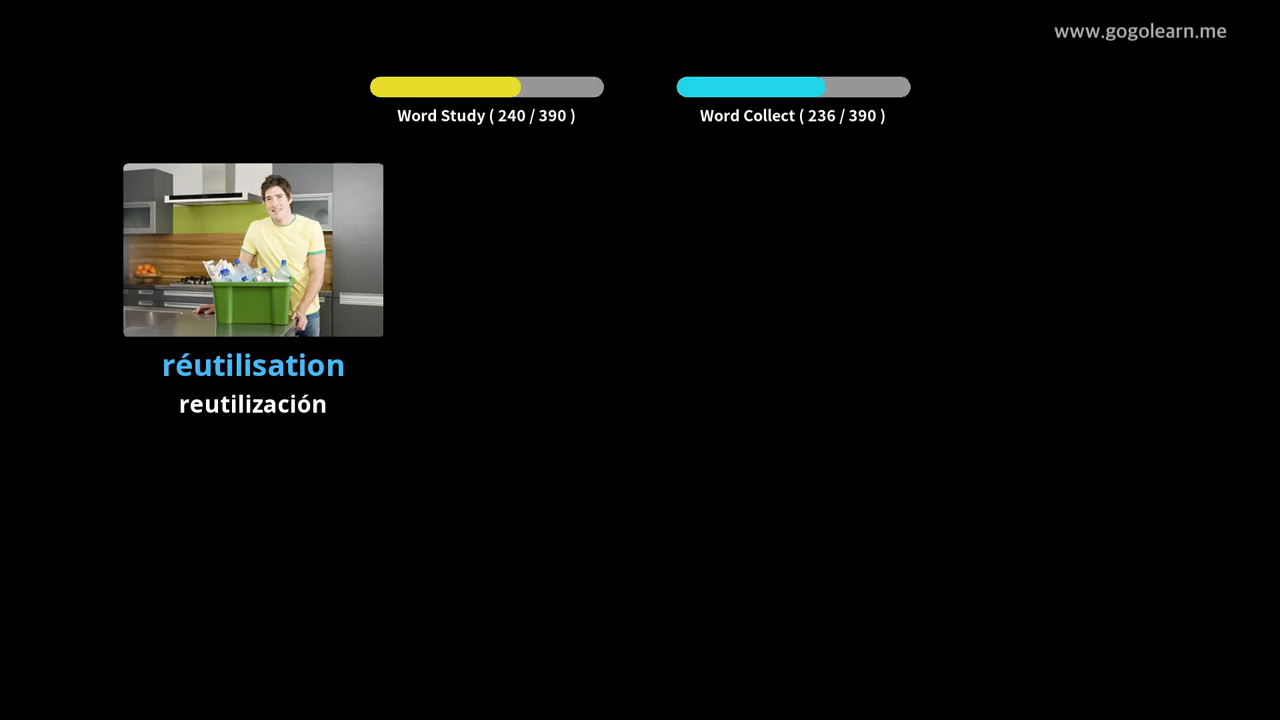 www.gogolearn.me
Word Study ( 240 / 390 )
Word Collect ( 236 / 390 )
réutilisation
reutilización